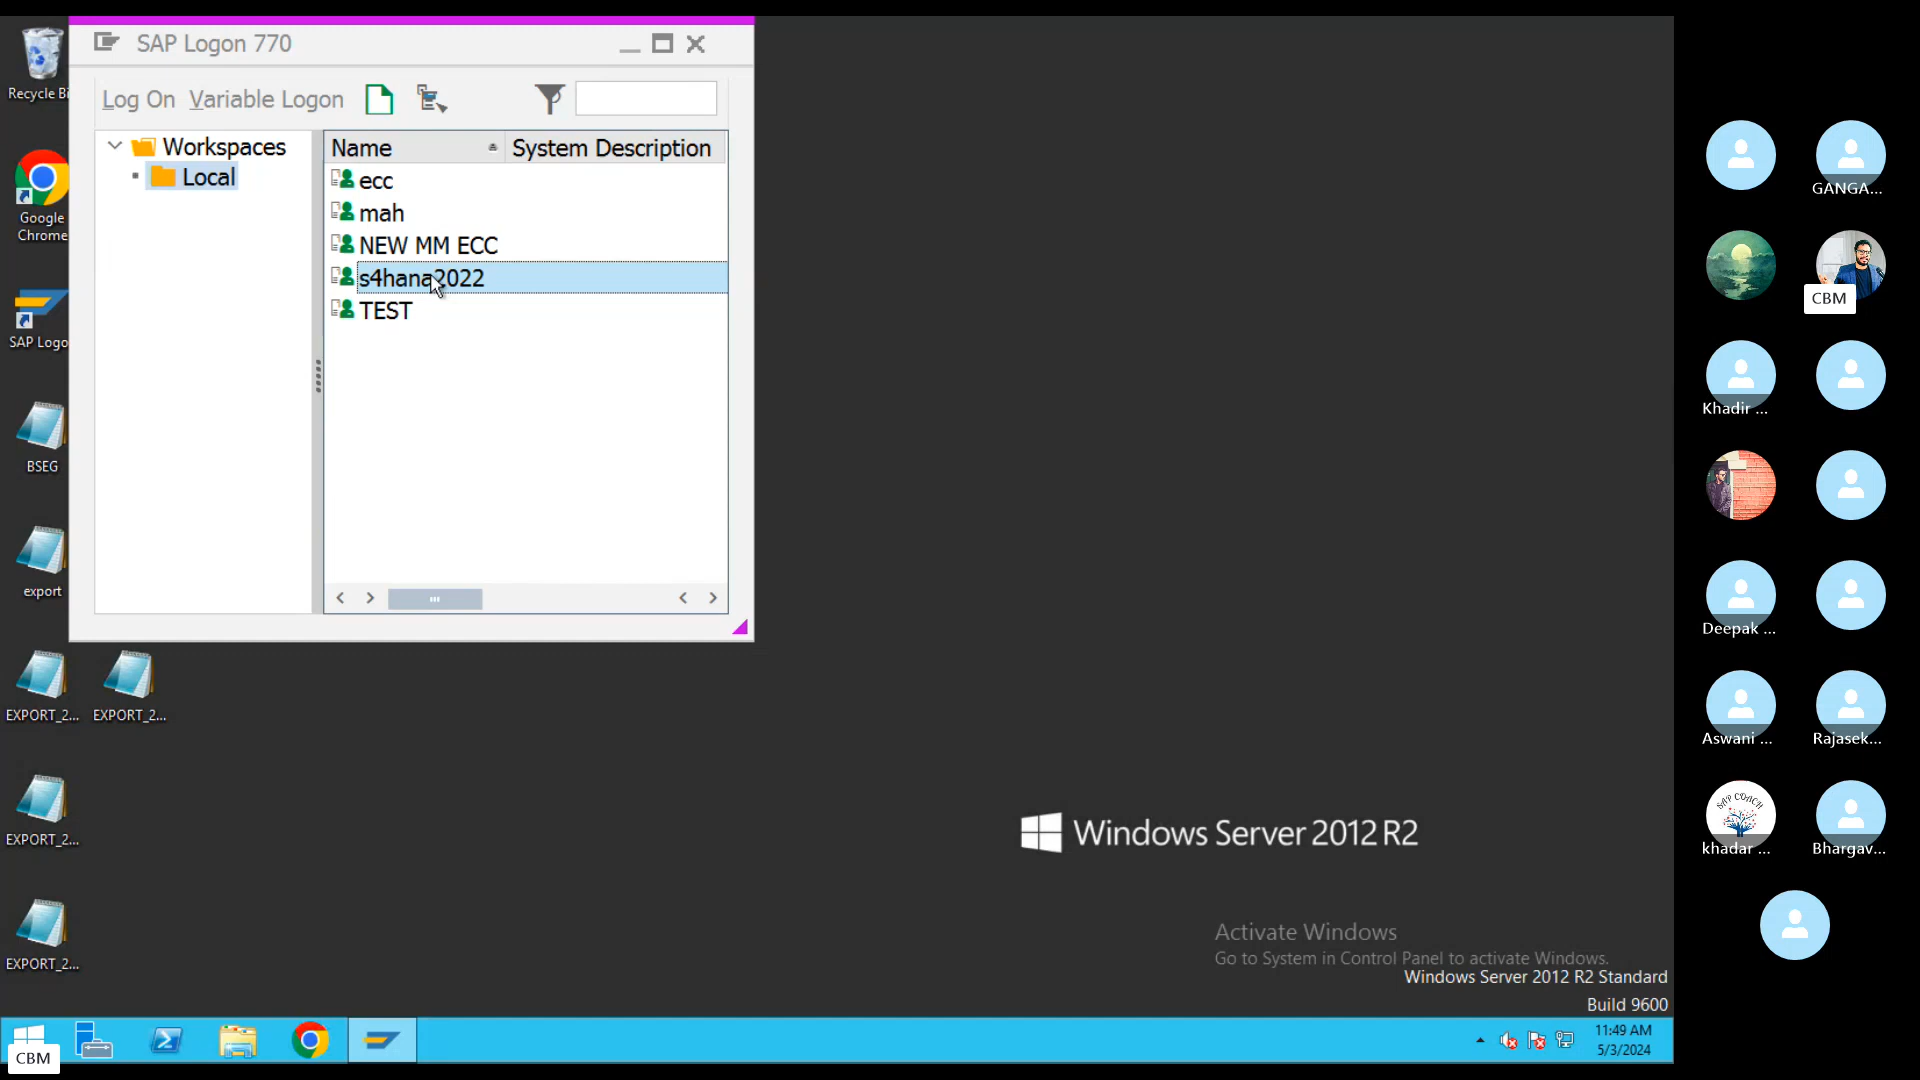 SAP Logon 770
Log On Variable Logon
Workspaces
Local
Name System Description
ecc
mah
NEW MM ECC
s4hana2022
TEST
Recycle Bi
Google
Chrome
SAP Logo
BSEG
export
EXPORT_2... EXPORT_2...
EXPORT_2...
EXPORT_2...
Windows Server 2012 R2
Activate Windows
Go to System in Control Panel to activate Windows.
Windows Server 2012 R2 Standard
Build 9600
CBM
11:49 AM
5/3/2024
GANGA...
CBM
Khadir ...
Deepak ...
Aswani ...
Rajasek...
SAP COACH
khadar ...
Bhargav...